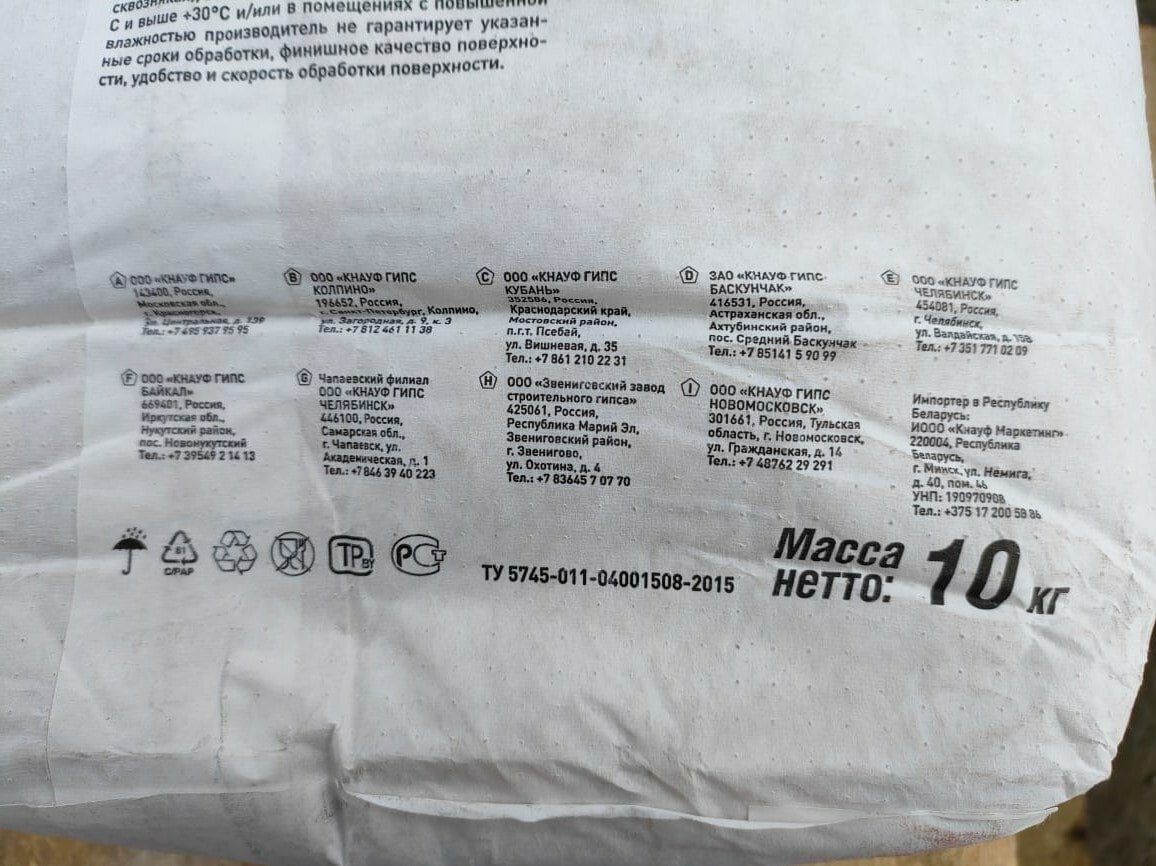 С и выше +30°С и/или в помещениях с повышенной
влажностью производитель не гарантирует указан-
ные сроки обработки, финишное качество поверхно-
сти, удобство и скорость обработки поверхности.
A ООО «КНАУФ ГИПС»
143400, Россия,
Московская обл.,
г. Красногорск,
ул. Центральная, д. 139
Тел.: +7 495 937 95 95
B ООО «КНАУФ ГИПС
КОЛПИНО»
196652, Россия,
г. Санкт-Петербург, Колпино,
ул. Загородная, д. 9, к. 3
Тел.: +7 812 461 11 38
C ООО «КНАУФ ГИПС
КУБАНЬ»
352586, Россия,
Краснодарский край,
Мостовский район,
п.г.т. Псебай,
ул. Вишневая, д. 35
Тел.: +7 861 210 22 31
D ЗАО «КНАУФ ГИПС
БАСКУНЧАК»
416531, Россия,
Астраханская обл.,
Ахтубинский район,
пос. Средний Баскунчак
Тел.: +7 85141 5 90 99
E ООО «КНАУФ ГИПС
ЧЕЛЯБИНСК»
454081, Россия,
г. Челябинск,
ул. Валдайская, д.
Тел.: +7 351 771 02 09
F ООО «КНАУФ ГИПС
БАЙКАЛ»
669401, Россия,
Иркутская обл.,
Нукутский район,
пос. Новонукутский
Тел.: +7 39549 2 14 13
G Чапаевский филиал
ООО «КНАУФ ГИПС
ЧЕЛЯБИНСК»
446100, Россия,
Самарская обл.,
г. Чапаевск, ул.
Академическая, д. 1
Тел.: +7 846 39 40 223
H ООО «Звениговский завод
строительного гипса»
425061, Россия,
Республика Марий Эл,
Звениговский район,
г. Звенигово,
ул. Охотина, д. 4
Тел.: +7 83645 7 07 70
I ООО «КНАУФ ГИПС
НОВОМОСКОВСК»
301661, Россия, Тульская
область, г. Новомосковск,
ул. Гражданская, д. 14
Тел.: +7 48762 29 291
Импортер в Республику
Беларусь:
ИООО «Кнауф Маркетинг»
220004, Республика
Беларусь,
г. Минск, ул. Немига,
д. 40, пом. 46
УНП: 190970908
Тел.: +375 17 200 58 86
81
C/PAP
ТР BY
РСТ
ТУ 5745-011-04001508-2015
Масса
нетто: 10 кг